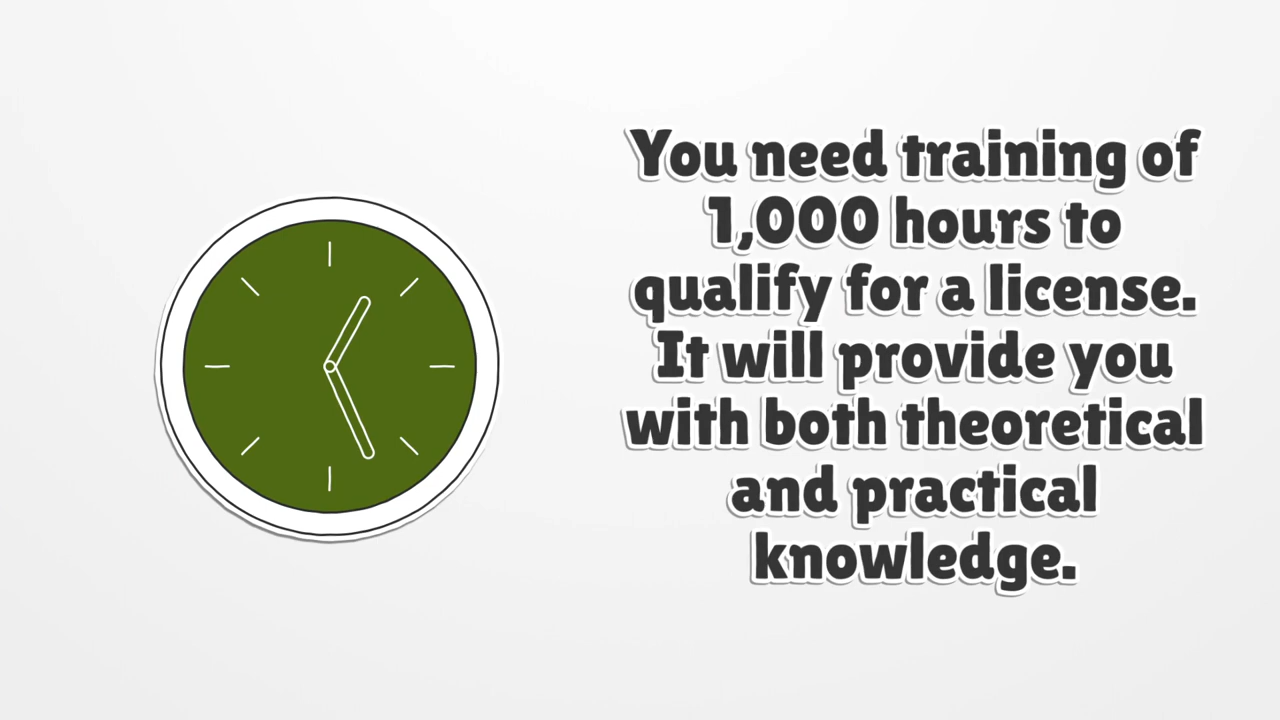 You need training of
1,000 hours to
qualify for a license.
It will provide you
with both theoretical
and practical
knowledge.